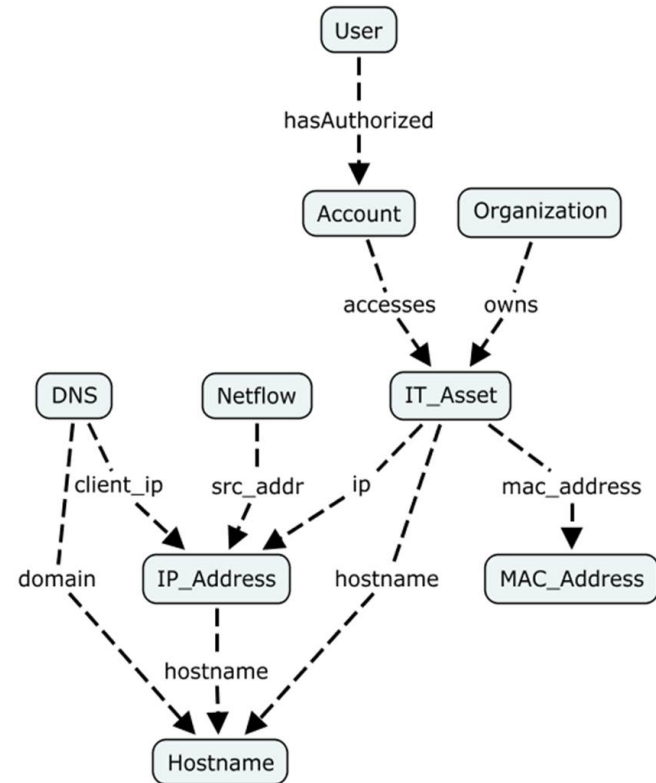 User
hasAuthorized
Account
Organization
accesses
owns
DNS
Netflow
IT_Asset
client_ip
src_addr
ip
mac_address
domain
IP_Address
hostname
MAC_Address
hostname
Hostname